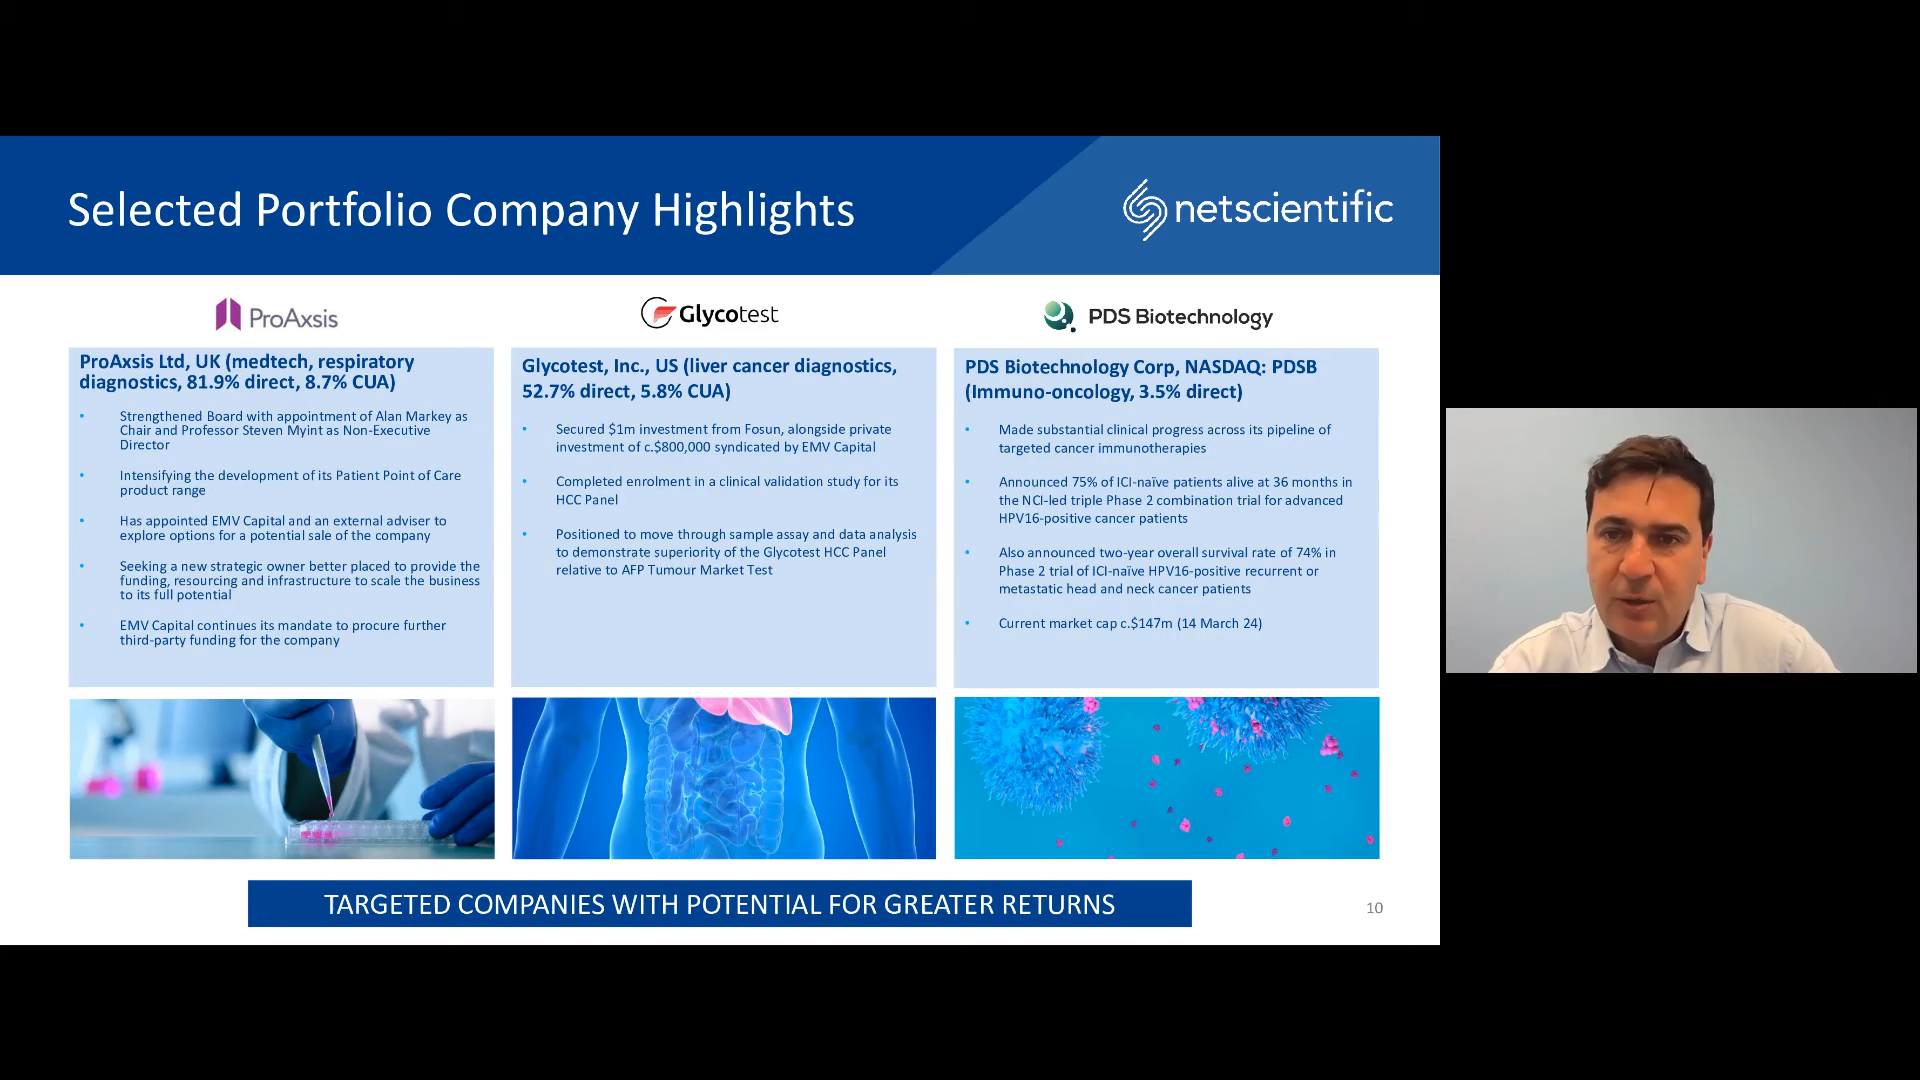 Selected Portfolio Company Highlights
netscientific
ProAxsis
ProAxsis Ltd, UK (medtech, respiratory
diagnostics, 81.9% direct, 8.7% CUA)
• Strengthened Board with appointment of Alan Markey as
Chair and Professor Steven Myint as Non-Executive
Director
• Intensifying the development of its Patient Point of Care
product range
• Has appointed EMV Capital and an external adviser to
explore options for a potential sale of the company
• Seeking a new strategic owner better placed to provide the
funding, resourcing and infrastructure to scale the business
to its full potential
• EMV Capital continues its mandate to procure further
third-party funding for the company
Glycotest
Glycotest, Inc., US (liver cancer diagnostics,
52.7% direct, 5.8% CUA)
• Secured $1m investment from Fosun, alongside private
investment of c.$800,000 syndicated by EMV Capital
• Completed enrolment in a clinical validation study for its
HCC Panel
• Positioned to move through sample assay and data analysis
to demonstrate superiority of the Glycotest HCC Panel
relative to AFP Tumour Market Test
PDS Biotechnology
PDS Biotechnology Corp, NASDAQ: PDSB
(Immuno-oncology, 3.5% direct)
• Made substantial clinical progress across its pipeline of
targeted cancer immunotherapies
• Announced 75% of ICI-naïve patients alive at 36 months in
the NCI-led triple Phase 2 combination trial for advanced
HPV16-positive cancer patients
• Also announced two-year overall survival rate of 74% in
Phase 2 trial of ICI-naïve HPV16-positive recurrent or
metastatic head and neck cancer patients
• Current market cap c.$147m (14 March 24)
TARGETED COMPANIES WITH POTENTIAL FOR GREATER RETURNS
10